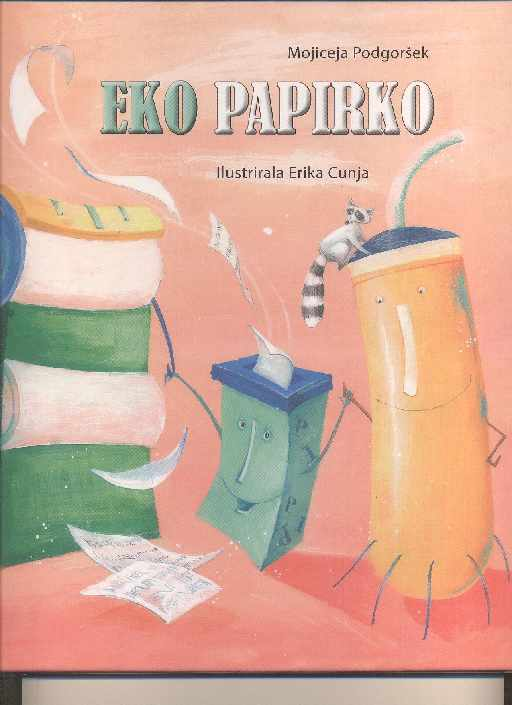 Mojiceja Podgoršek
EKO PAPIRKO
Ilustrirala Erika Cunja